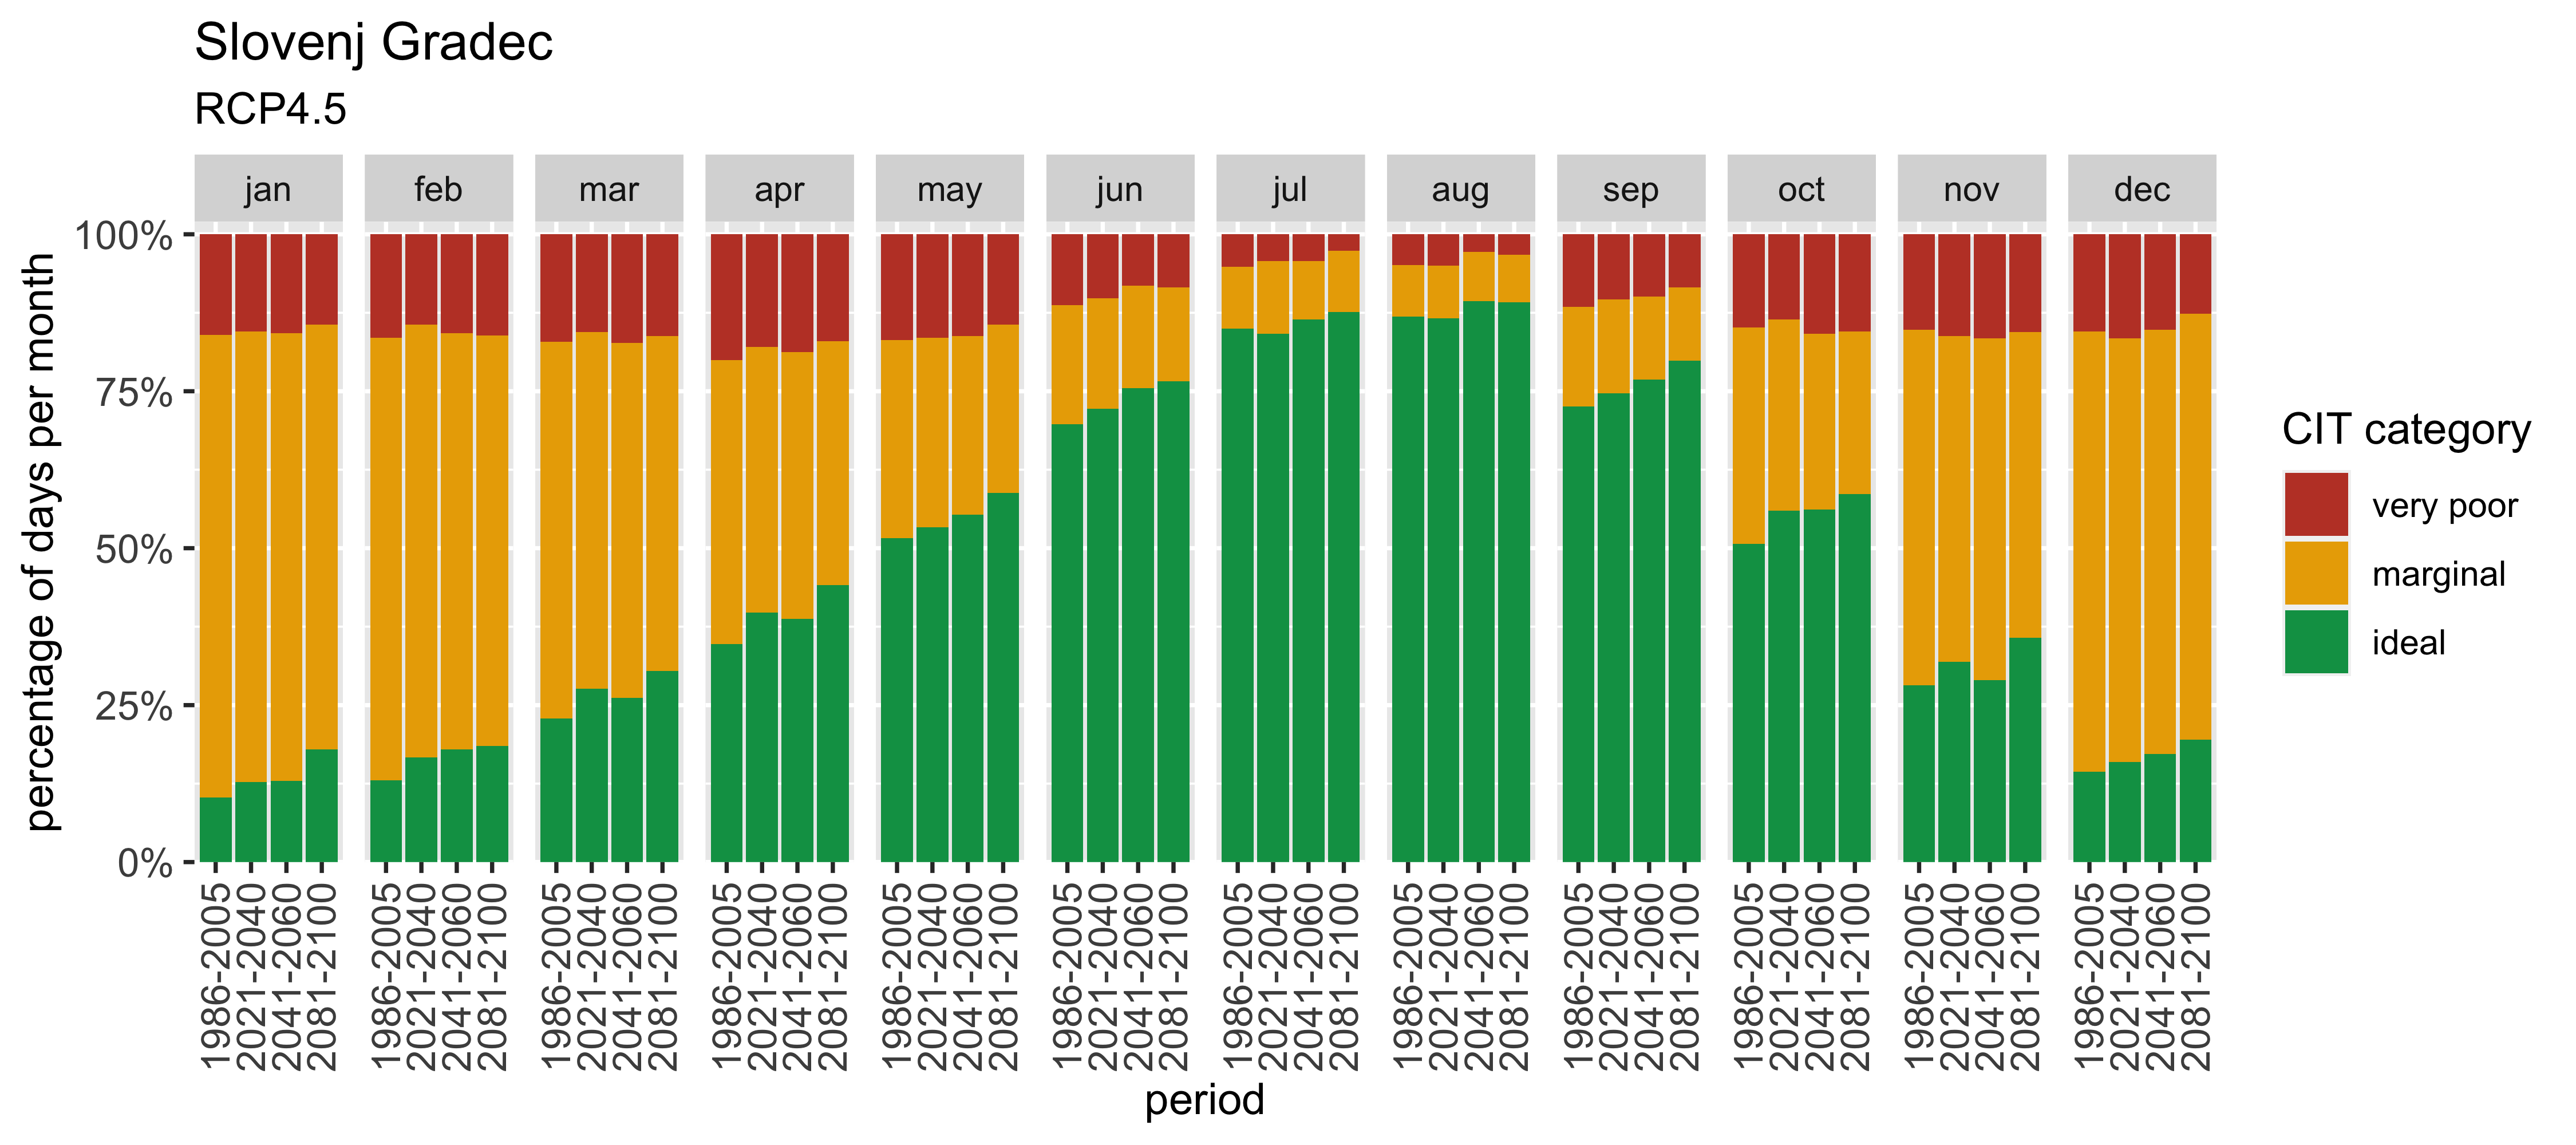 Slovenj Gradec
RCP4.5
jan feb mar apr may jun jul aug sep oct nov dec
percentage of days per month
100%
75%
50%
25%
0%
1986-2005 2021-2040 2041-2060 2081-2100 1986-2005 2021-2040 2041-2060 2081-2100 1986-2005 2021-2040 2041-2060 2081-2100 1986-2005 2021-2040 2041-2060 2081-2100 1986-2005 2021-2040 2041-2060 2081-2100 1986-2005 2021-2040 2041-2060 2081-2100 1986-2005 2021-2040 2041-2060 2081-2100 1986-2005 2021-2040 2041-2060 2081-2100 1986-2005 2021-2040 2041-2060 2081-2100 1986-2005 2021-2040 2041-2060 2081-2100 1986-2005 2021-2040 2041-2060 2081-2100 1986-2005 2021-2040 2041-2060 2081-2100
period
CIT category
very poor
marginal
ideal